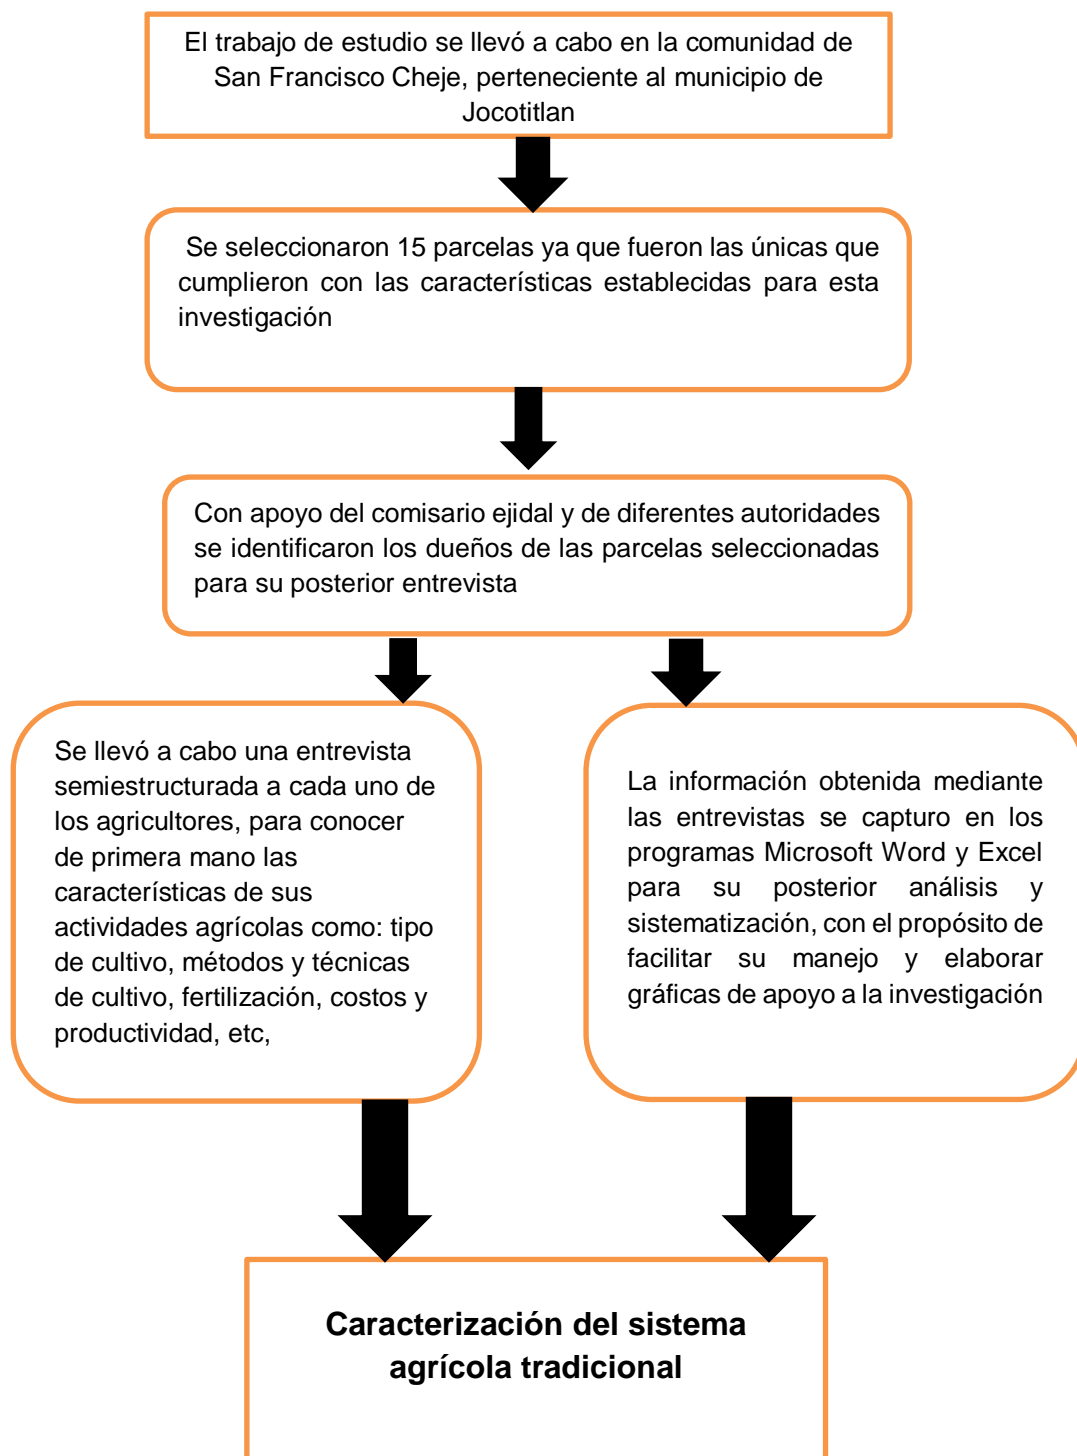 El trabajo de estudio se llevó a cabo en la comunidad de
San Francisco Cheje, perteneciente al municipio de
Jocotitlan
Se seleccionaron 15 parcelas ya que fueron las únicas que
cumplieron con las características establecidas para esta
investigación
Con apoyo del comisario ejidal y de diferentes autoridades
se identificaron los dueños de las parcelas seleccionadas
para su posterior entrevista
Se llevó a cabo una entrevista
semiestructurada a cada uno de
los agricultores, para conocer
de primera mano las
características de sus
actividades agrícolas como: tipo
de cultivo, métodos y técnicas
de cultivo, fertilización, costos y
productividad, etc,
La información obtenida mediante
las entrevistas se capturo en los
programas Microsoft Word y Excel
para su posterior análisis y
sistematización, con el propósito de
facilitar su manejo y elaborar
gráficas de apoyo a la investigación
Caracterización del sistema
agrícola tradicional